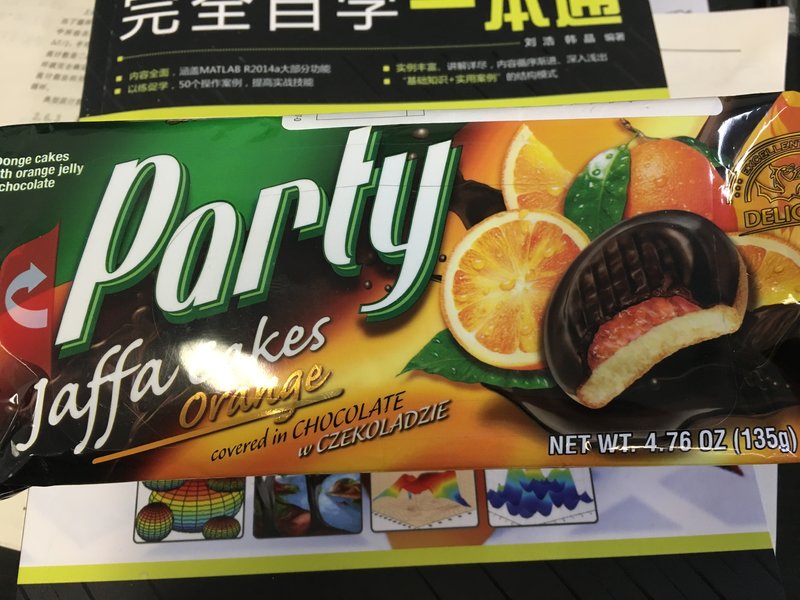 完全自学一本通
刘浩 韩晶 编著
内容全面，涵盖MATLAB R2014a大部分功能
以练促学，50个操作案例，提高实战技能
实例丰富、讲解详尽，内容循序渐进、深入浅出
"基础知识+实用案例"的结构模式
onge cakes
th orange jelly
chocolate
Party
Jaffa Cakes
Orange
covered in CHOCOLATE
w CZEKOLADZIE
EXCELLEN
DELIC
NET WT. 4.76 OZ (135g)
2.6.3